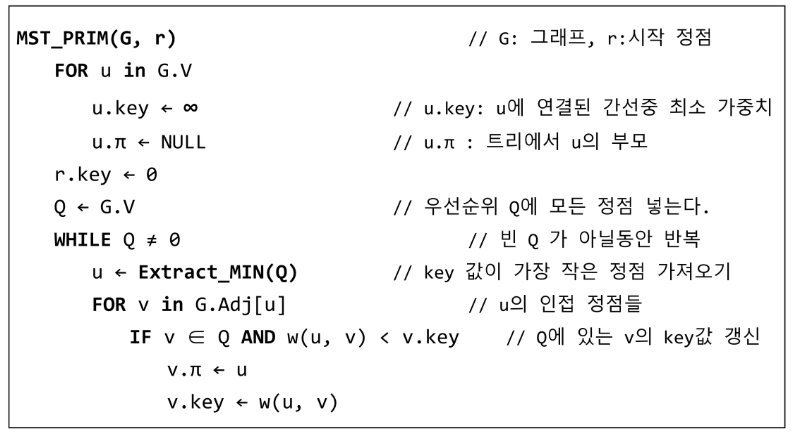 MST_PRIM(G, r) // G: 그래프, r:시작 정점
FOR u in G.V
u.key ← ∞ // u.key: u에 연결된 간선중 최소 가중치
u.π ← NULL // u.π : 트리에서 u의 부모
r.key ← 0
Q ← G.V // 우선순위 Q에 모든 정점 넣는다.
WHILE Q ≠ 0 // 빈 Q 가 아닐동안 반복
u ← Extract_MIN(Q) // key 값이 가장 작은 정점 가져오기
FOR v in G.Adj[u] // u의 인접 정점들
IF v ∈ Q AND w(u, v) < v.key // Q에 있는 v의 key값 갱신
v.π ← u
v.key ← w(u, v)